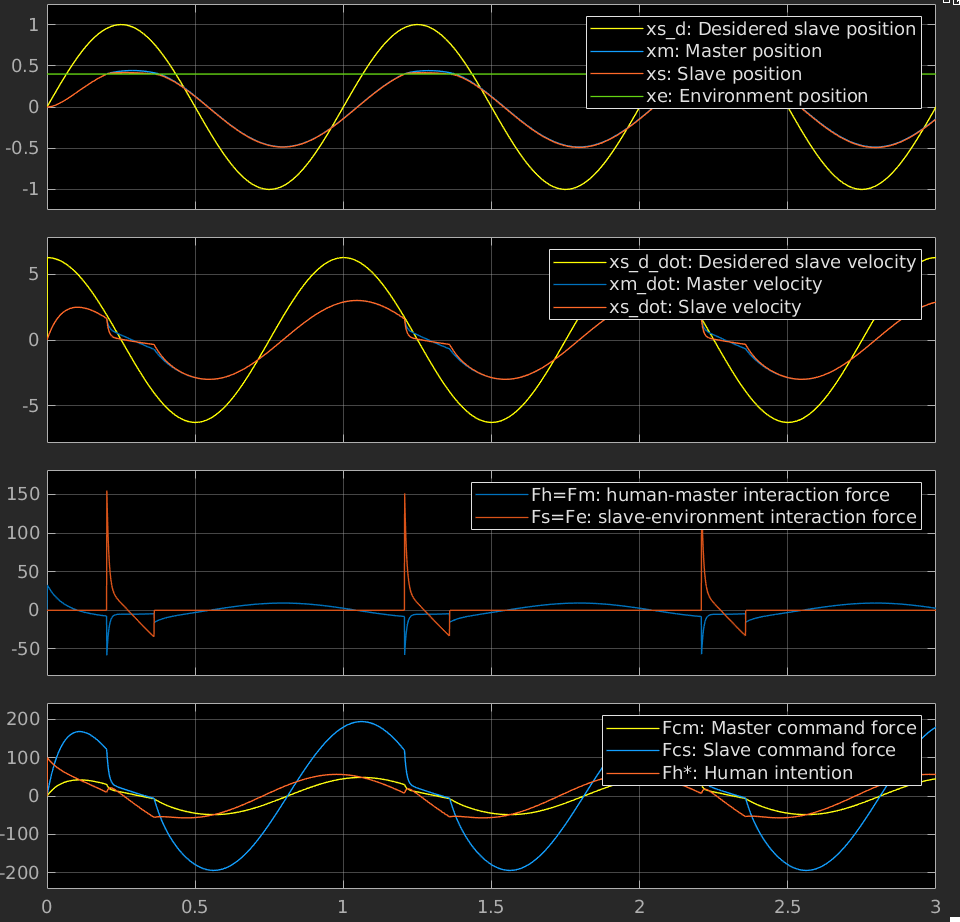 1
0.5
0
-0.5
-1
xs_d: Desidered slave position
xm: Master position
xs: Slave position
xe: Environment position
5
0
-5
xs_d_dot: Desidered slave velocity
xm_dot: Master velocity
xs_dot: Slave velocity
150
100
50
0
-50
Fh=Fm: human-master interaction force
Fs=Fe: slave-environment interaction force
200
100
0
-100
-200
Fcm: Master command force
Fcs: Slave command force
Fh*: Human intention
0 0.5 1 1.5 2 2.5 3